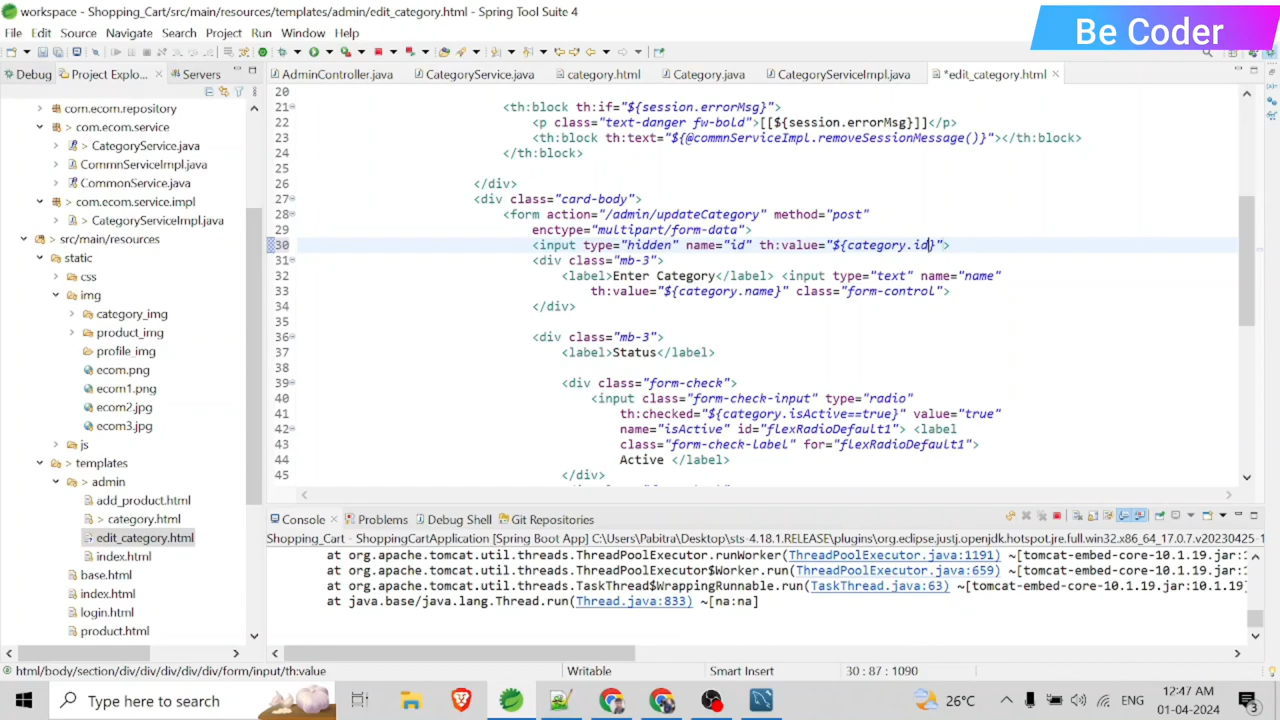 workspace - Shopping_Cart/src/main/resources/templates/admin/edit_category.html - Spring Tool Suite 4
Be Coder
File Edit Source Navigate Search Project Run Window Help
Debug Project Explo... Servers
AdminController.java CategoryService.java category.html Category.java CategoryServiceImpl.java *edit_category.html
com.ecom.repository
> com.ecom.service
> CategoryService.java
CommnServiceImpl.java
CommonService.java
> com.ecom.service.impl
> CategoryServiceImpl.java
> src/main/resources
static
css
img
category_img
product_img
profile_img
ecom.png
ecom1.png
ecom2.jpg
ecom3.jpg
js
> templates
> admin
add_product.html
> category.html
edit_category.html
index.html
base.html
index.html
login.html
product.html
20
21 <th:block th:if="${session.errorMsg}">
22 <p class="text-danger fw-bold">[[${session.errorMsg}]]</p>
23 <th:block th:text="${@commnServiceImpl.removeSessionMessage()}"></th:block>
24 </th:block>
25
26 </div>
27 <div class="card-body">
28 <form action="/admin/updateCategory" method="post"
29 enctype="multipart/form-data">
30 <input type="hidden" name="id" th:value="${category.id}">
31 <div class="mb-3">
32 <label>Enter Category</label> <input type="text" name="name"
33 th:value="${category.name}" class="form-control">
34 </div>
35
36 <div class="mb-3">
37 <label>Status</label>
38
39 <div class="form-check">
40 <input class="form-check-input" type="radio"
41 th:checked="${category.isActive==true}" value="true"
42 name="isActive" id="flexRadioDefault1"> <label
43 class="form-check-label" for="flexRadioDefault1">
44 Active </label>
45 </div>
Console Problems Debug Shell Git Repositories
Shopping_Cart - ShoppingCartApplication [Spring Boot App] C:\Users\Pabitra\Desktop\sts-4.18.1.RELEASE\plugins\org.eclipse.justj.openjdk.hotspot.jre.full.win32.x86_64_17.0.7.v20230425-1
at org.apache.tomcat.util.threads.ThreadPoolExecutor.runWorker(ThreadPoolExecutor.java:1191) ~[tomcat-embed-core-10.1.19.jar:1
at org.apache.tomcat.util.threads.ThreadPoolExecutor$Worker.run(ThreadPoolExecutor.java:659) ~[tomcat-embed-core-10.1.19.jar:10
at org.apache.tomcat.util.threads.TaskThread$WrappingRunnable.run(TaskThread.java:63) ~[tomcat-embed-core-10.1.19.jar:10.1.19
at java.base/java.lang.Thread.run(Thread.java:833) ~[na:na]
html/body/section/div/div/div/div/div/form/input/th:value Writable Smart Insert 30 : 87 : 1090
Type here to search 26°C ENG 12:47 AM
01-04-2024 3